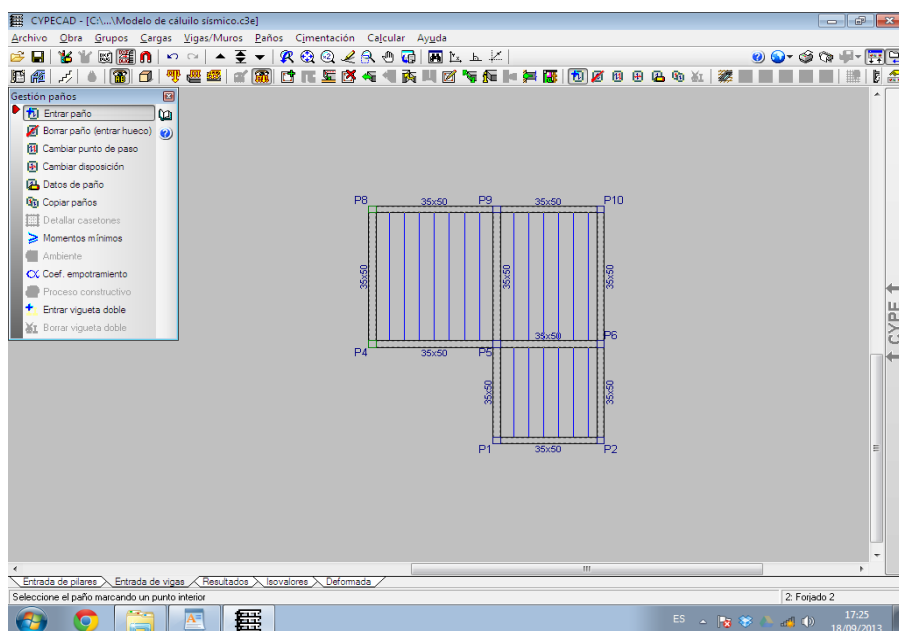 CYPECAD - [C:\...\Modelo de cáluilo sísmico.c3e]
Archivo Obra Grupos Cargas Vigas/Muros Paños Cimentación Calcular Ayuda
Gestión paños
Entrar paño
Borrar paño (entrar hueco)
Cambiar punto de paso
Cambiar disposición
Datos de paño
Copiar paños
Detallar casetones
Momentos mínimos
Ambiente
Coef. empotramiento
Proceso constructivo
Entrar vigueta doble
Borrar vigueta doble
P8 35x50 P9 35x50 P10
35x50 35x50 35x50
35x50 P6
P4 35x50 P5
35x50 35x50
P1 35x50 P2
CYPE
Entrada de pilares Entrada de vigas Resultados Isovalores Deformada
Seleccione el paño marcando un punto interior 2: Forjado 2
ES 17:25
18/09/2013